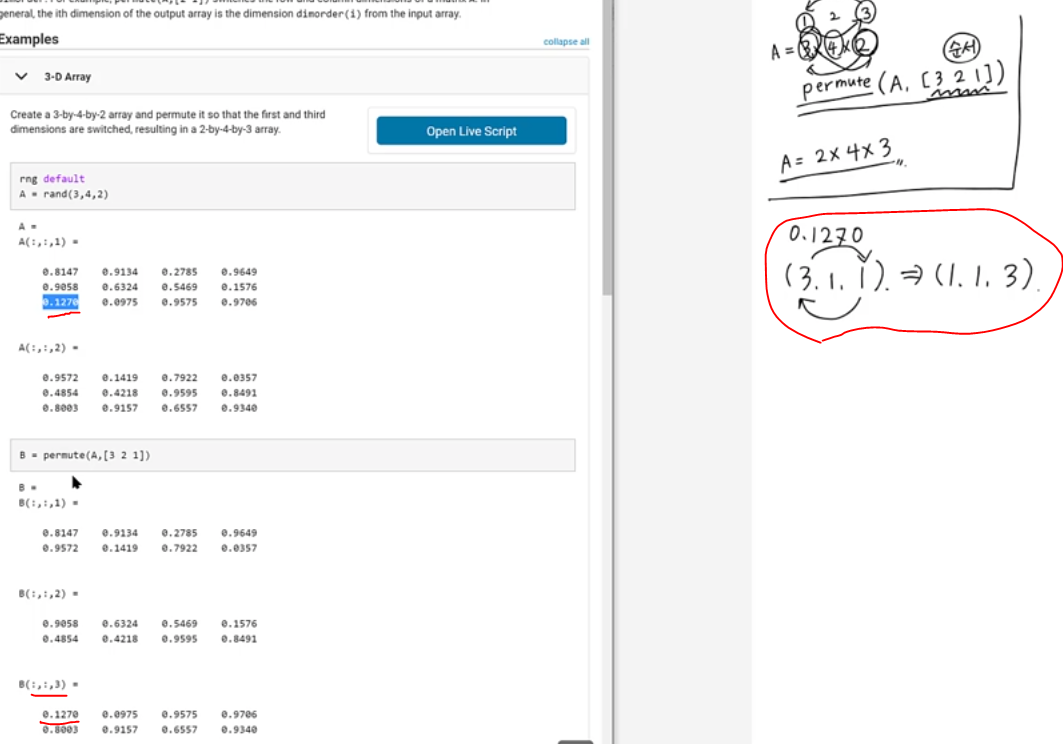 general, the ith dimension of the output array is the dimension dimorder(i) from the input array.
Examples
collapse all
3-D Array
Create a 3-by-4-by-2 array and permute it so that the first and third
dimensions are switched, resulting in a 2-by-4-by-3 array.
Open Live Script
rng default
A = rand(3,4,2)
A =
A(:,:,1) =
0.8147 0.9134 0.2785 0.9649
0.9058 0.6324 0.5469 0.1576
0.1270 0.0975 0.9575 0.9706
A(:,:,2) =
0.9572 0.1419 0.7922 0.0357
0.4854 0.4218 0.9595 0.8491
0.8003 0.9157 0.6557 0.9340
B = permute(A,[3 2 1])
B =
B(:,:,1) =
0.8147 0.9134 0.2785 0.9649
0.9572 0.1419 0.7922 0.0357
B(:,:,2) =
0.9058 0.6324 0.5469 0.1576
0.4854 0.4218 0.9595 0.8491
B(:,:,3) =
0.1270 0.0975 0.9575 0.9706
0.8003 0.9157 0.6557 0.9340
1 2 3
A = 3×4×2
순서
permute (A, [3 2 1])
A = 2×4×3
0.1270
(3. 1. 1). ⇒ (1. 1. 3).